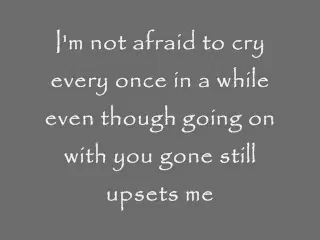 I'm not afraid to cry
every once in a while
even though going on
with you gone still
upsets me